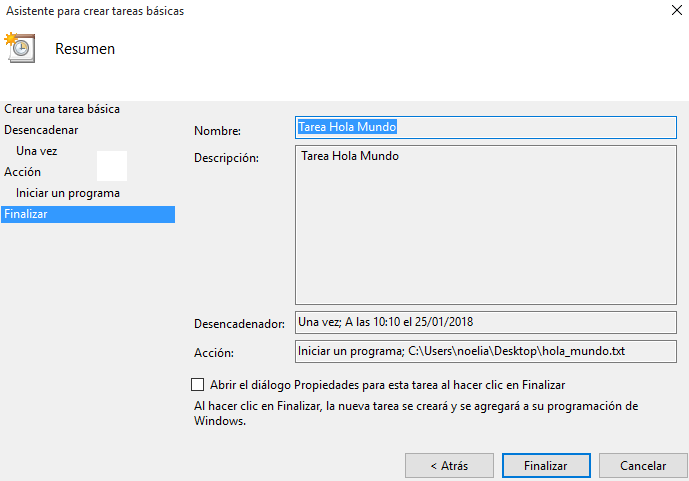 Asistente para crear tareas básicas
Resumen
Crear una tarea básica
Desencadenar
Una vez
Acción
Iniciar un programa
Finalizar
Nombre: Tarea Hola Mundo
Descripción: Tarea Hola Mundo
Desencadenador: Una vez; A las 10:10 el 25/01/2018
Acción: Iniciar un programa; C:\Users\noelia\Desktop\hola_mundo.txt
Abrir el diálogo Propiedades para esta tarea al hacer clic en Finalizar
Al hacer clic en Finalizar, la nueva tarea se creará y se agregará a su programación de
Windows.
< Atrás Finalizar Cancelar